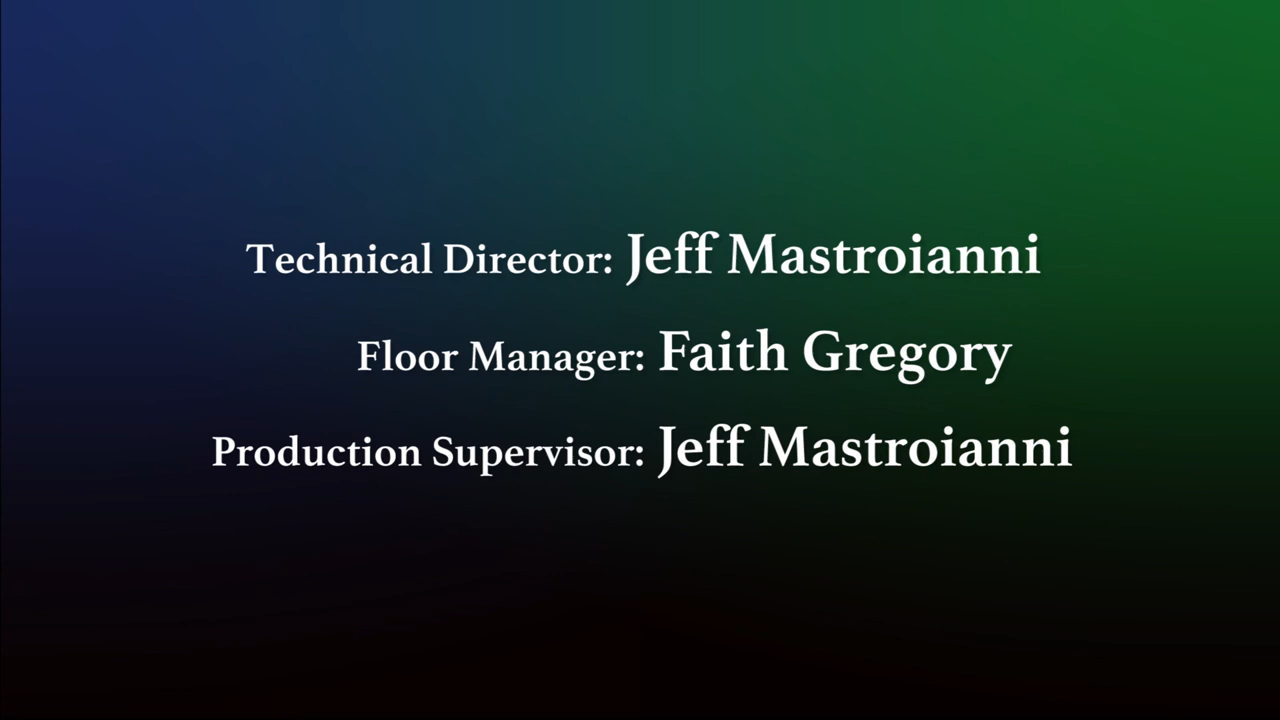 Technical Director: Jeff Mastroianni
Floor Manager: Faith Gregory
Production Supervisor: Jeff Mastroianni